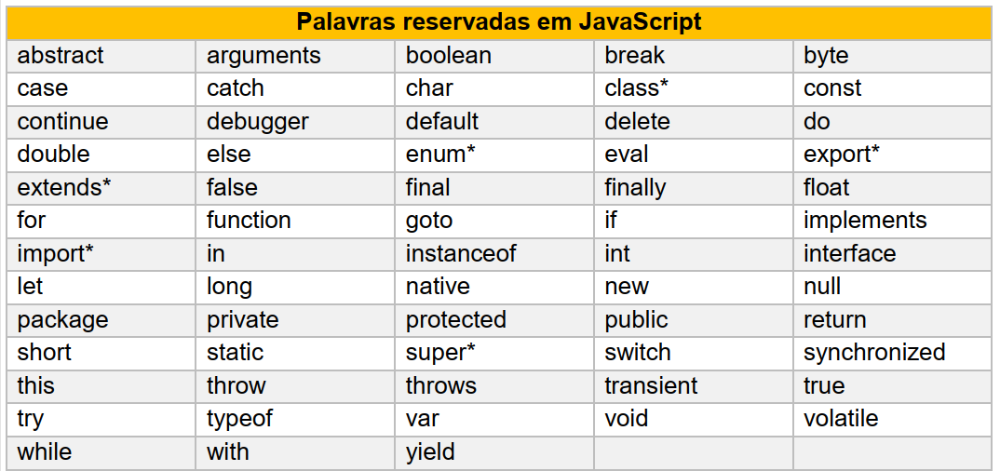 Palavras reservadas em JavaScript
abstract arguments boolean break byte
case catch char class* const
continue debugger default delete do
double else enum* eval export*
extends* false final finally float
for function goto if implements
import* in instanceof int interface
let long native new null
package private protected public return
short static super* switch synchronized
this throw throws transient true
try typeof var void volatile
while with yield